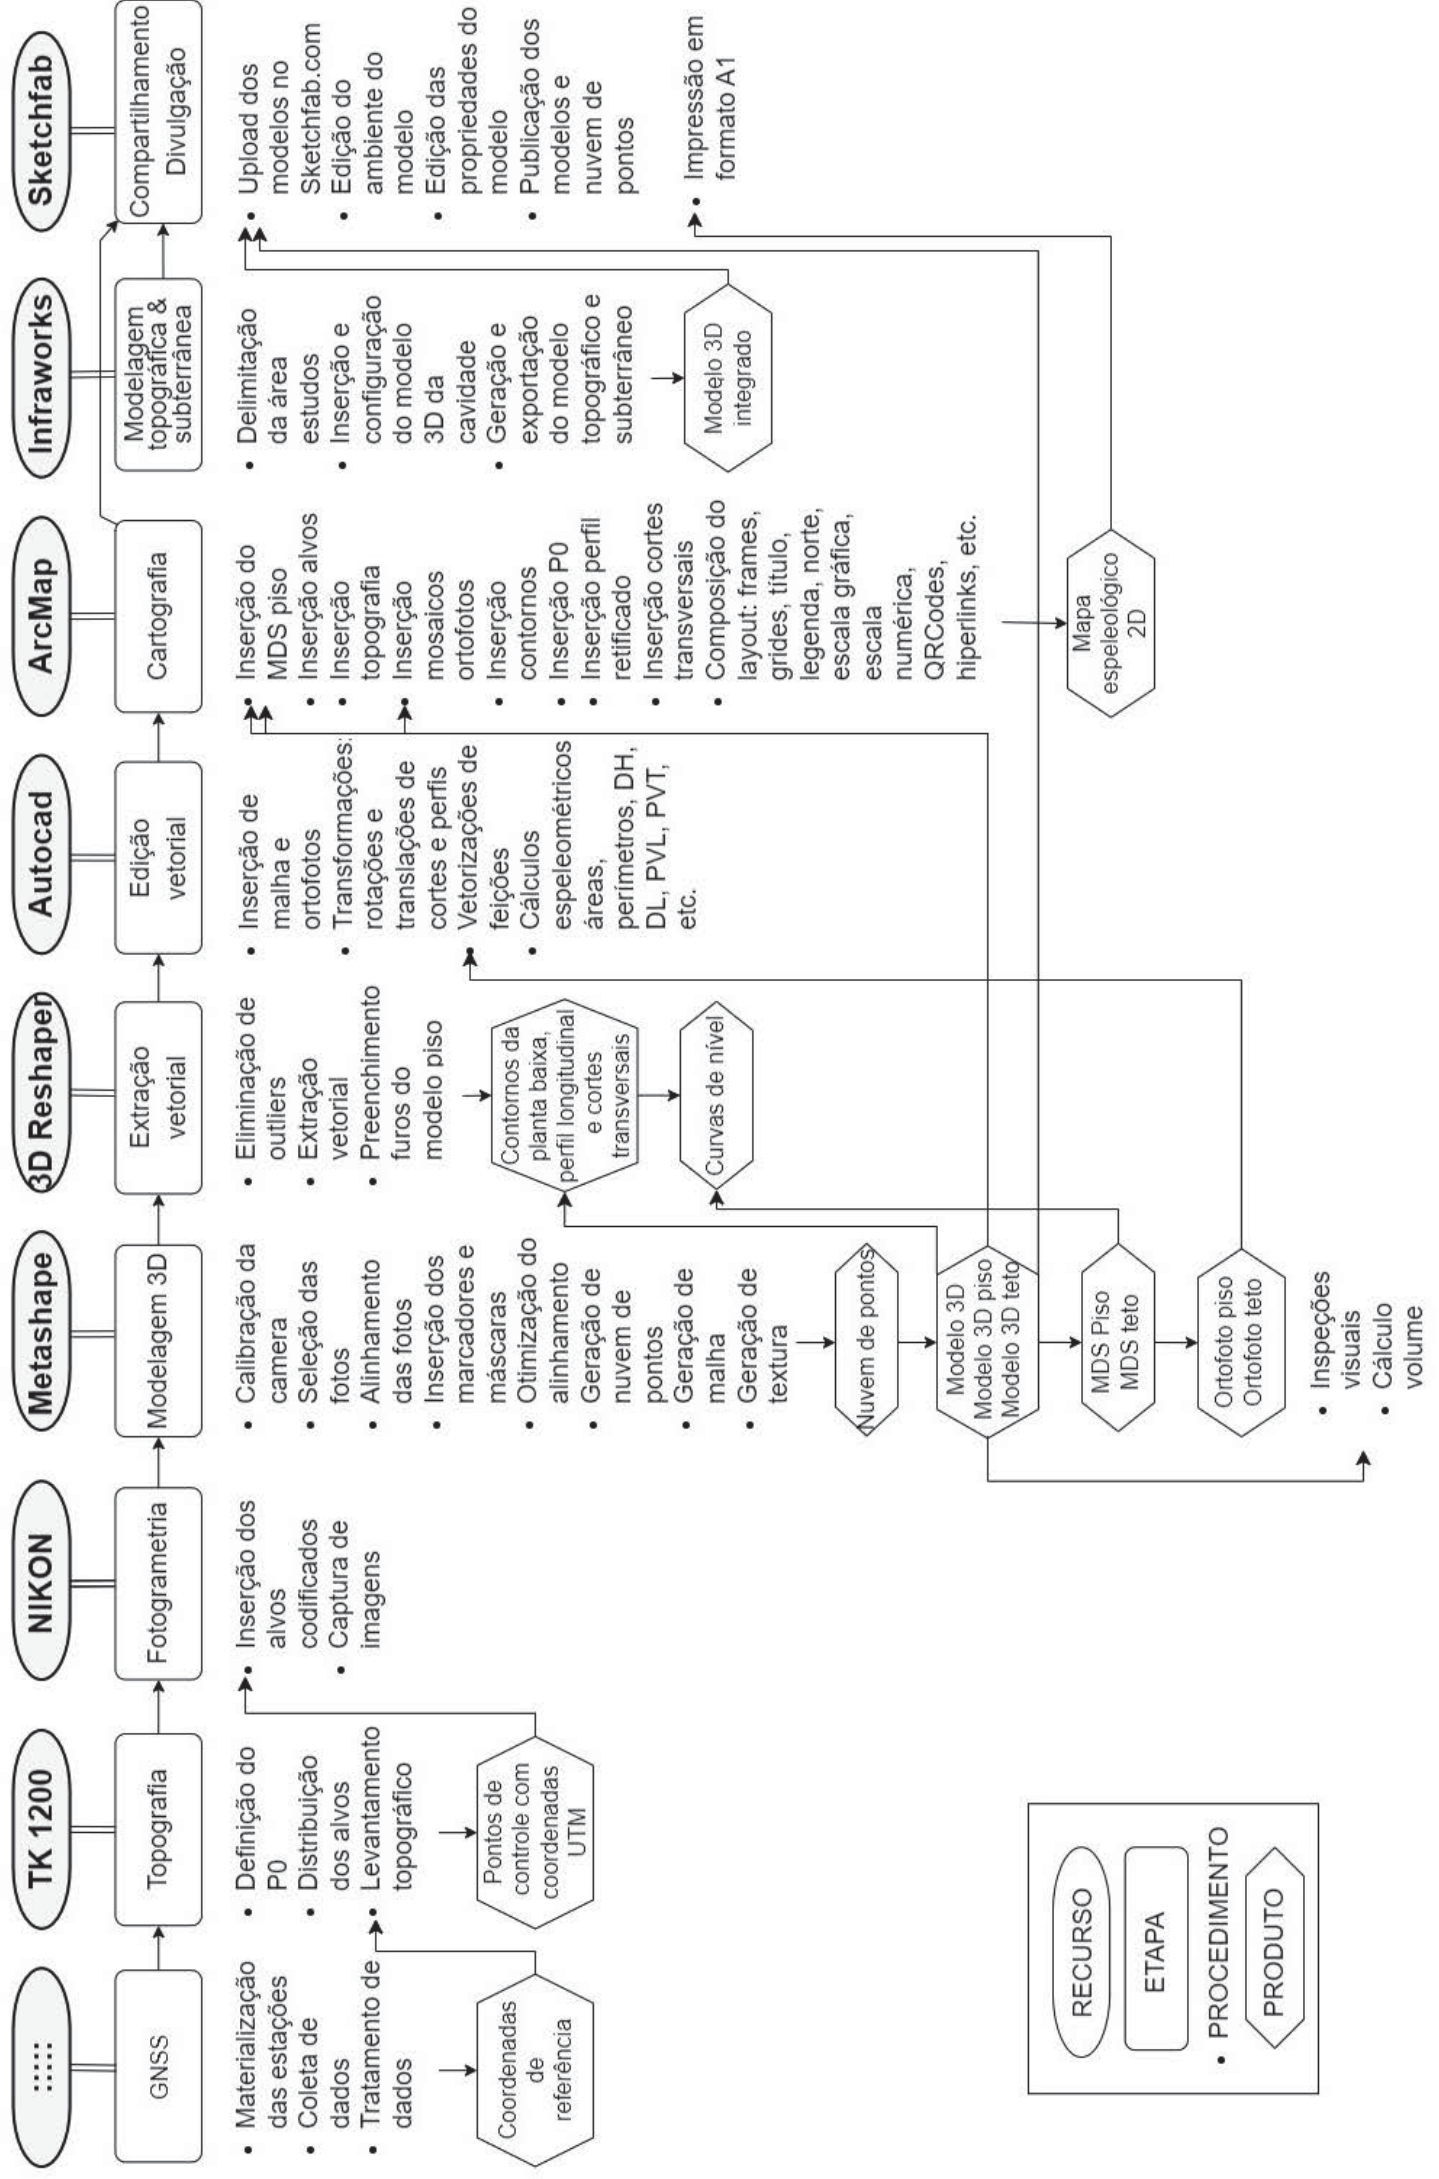 :::::
GNSS
• Materialização
das estações
• Coleta de
dados
• Tratamento de
dados
Coordenadas
de
referência
TK 1200
Topografia
• Definição do
P0
• Distribuição
dos alvos
• Levantamento
topográfico
Pontos de
controle com
coordenadas
UTM
NIKON
Fotogrametria
• Inserção dos
alvos
codificados
• Captura de
imagens
Metashape
Modelagem 3D
• Calibração da
camera
• Seleção das
fotos
• Alinhamento
das fotos
• Inserção dos
marcadores e
máscaras
• Otimização do
alinhamento
• Geração de
nuvem de
pontos
• Geração de
malha
• Geração de
textura
Nuvem de pontos
Modelo 3D
Modelo 3D piso
Modelo 3D teto
MDS Piso
MDS teto
Ortofoto piso
Ortofoto teto
• Inspeções
visuais
• Cálculo
volume
3D Reshaper
Extração
vetorial
• Eliminação de
outliers
• Extração
vetorial
• Preenchimento
furos do
modelo piso
Contornos da
planta baixa,
perfil longitudinal
e cortes
transversais
Curvas de nível
Autocad
Edição
vetorial
• Inserção de
malha e
ortofotos
• Transformações:
rotações e
translações de
cortes e perfis
• Vetorizações de
feições
• Cálculos
espeleométricos
áreas,
perímetros, DH,
DL, PVL, PVT,
etc.
ArcMap
Cartografia
• Inserção do
MDS piso
• Inserção alvos
• Inserção
topografia
• Inserção
mosaicos
ortofotos
• Inserção
contornos
• Inserção P0
• Inserção perfil
retificado
• Inserção cortes
transversais
• Composição do
layout: frames,
grides, título,
legenda, norte,
escala gráfica,
escala
numérica,
QRCodes,
hiperlinks, etc.
Mapa
espeleológico
2D
Infraworks
Modelagem
topográfica &
subterrânea
• Delimitação
da área
estudos
• Inserção e
configuração
do modelo
3D da
cavidade
• Geração e
exportação
do modelo
topográfico e
subterrâneo
Modelo 3D
integrado
Sketchfab
Compartilhamento
Divulgação
• Upload dos
modelos no
Sketchfab.com
• Edição do
ambiente do
modelo
• Edição das
propriedades do
modelo
• Publicação dos
modelos e
nuvem de
pontos
• Impressão em
formato A1
RECURSO
ETAPA
• PROCEDIMENTO
PRODUTO